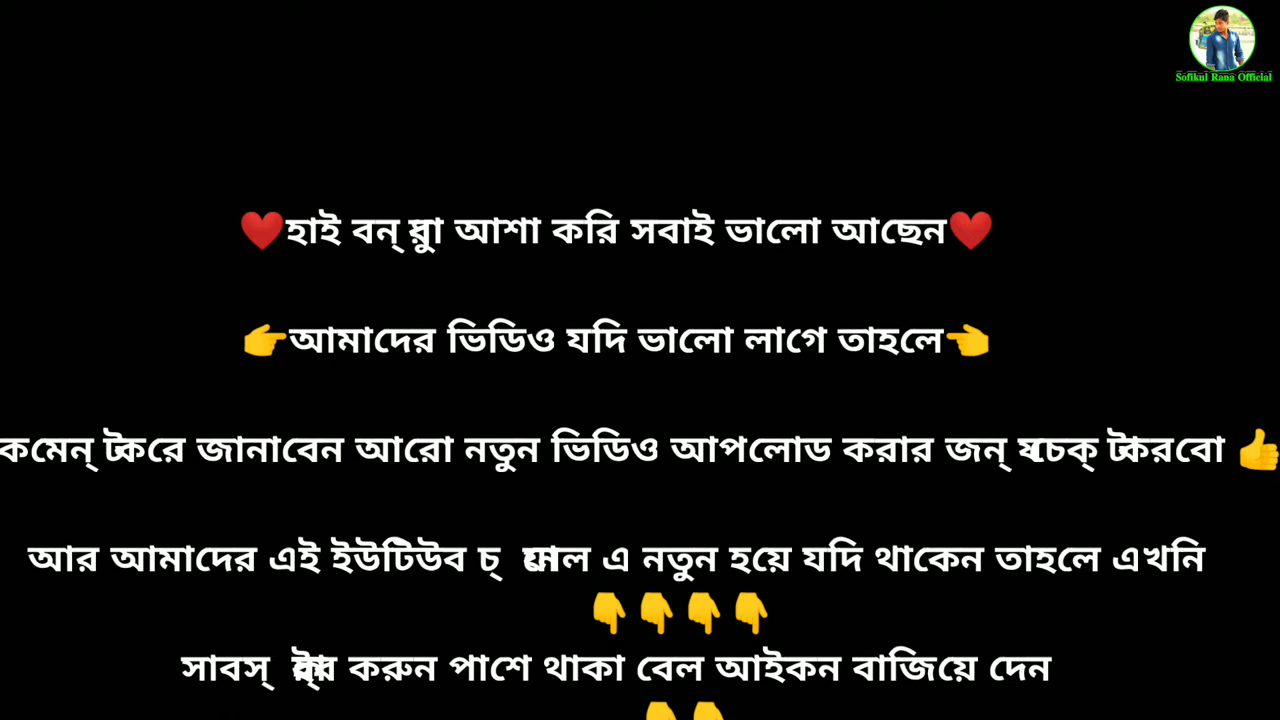 Sofikul Rana Official
❤️হাই বন্ধুরা আশা করি সবাই ভালো আছেন❤️
👉আমাদের ভিডিও যদি ভালো লাগে তাহলে👈
কমেন্ট করে জানাবেন আরো নতুন ভিডিও আপলোড করার জন্য চেক্টা করবো 👍
আর আমাদের এই ইউটিউব চ্যানেল এ নতুন হয়ে যদি থাকেন তাহলে এখনি
👇👇👇👇
সাবস্ক্রাইব করুন পাশে থাকা বেল আইকন বাজিয়ে দেন
👇👇